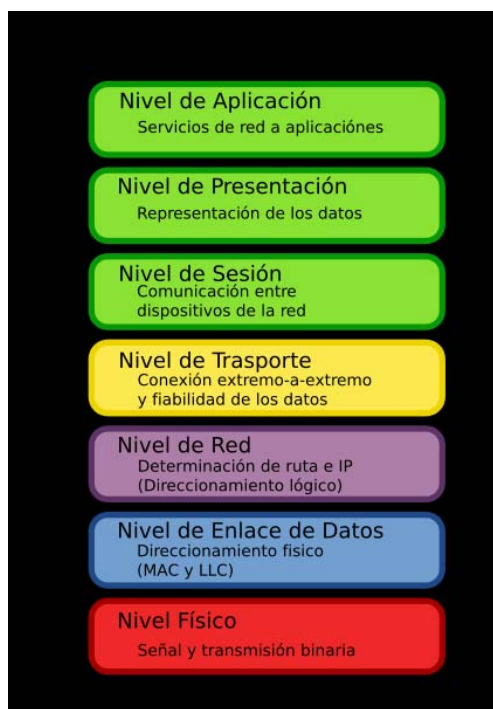 Nivel de Aplicación
Servicios de red a aplicaciónes
Nivel de Presentación
Representación de los datos
Nivel de Sesión
Comunicación entre
dispositivos de la red
Nivel de Trasporte
Conexión extremo-a-extremo
y fiabilidad de los datos
Nivel de Red
Determinación de ruta e IP
(Direccionamiento lógico)
Nivel de Enlace de Datos
Direccionamiento fisico
(MAC y LLC)
Nivel Físico
Señal y transmisión binaria